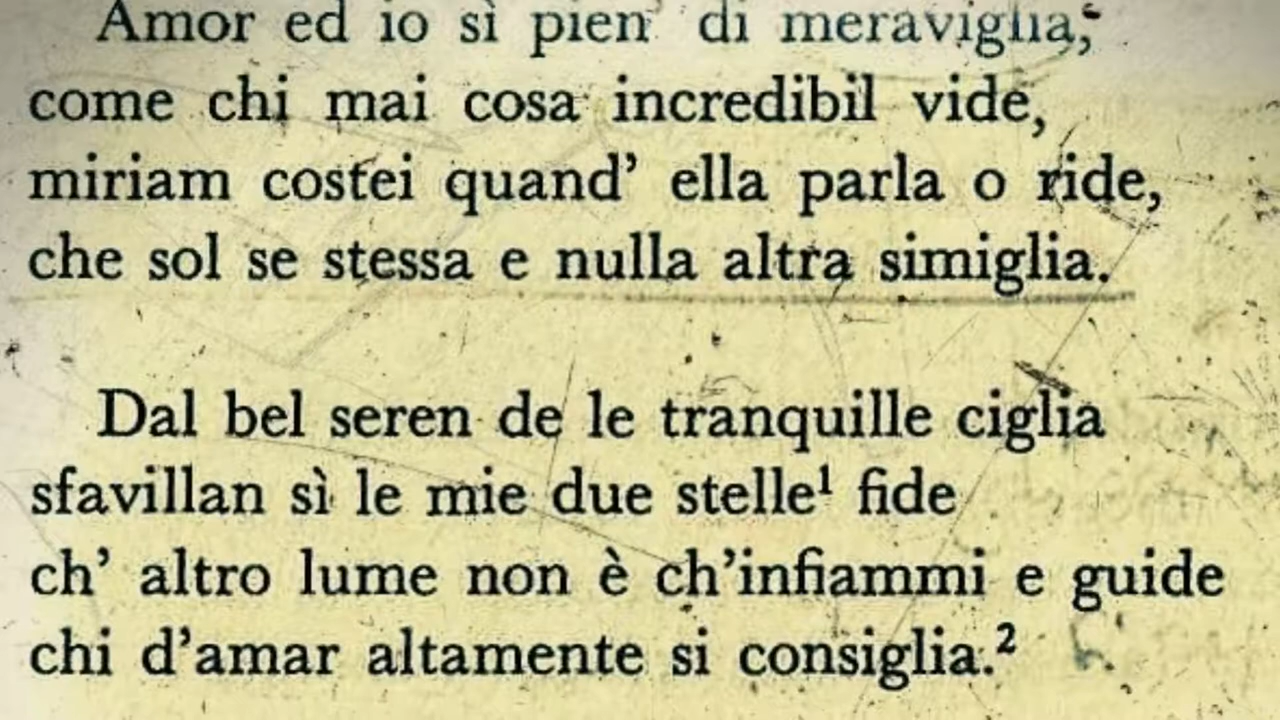 Amor ed io sì pien' di meraviglia,
come chi mai cosa incredibil vide,
miriam costei quand' ella parla o ride,
che sol se stessa e nulla altra simiglia.
Dal bel seren de le tranquille ciglia
sfavillan sì le mie due stelle¹ fide
ch' altro lume non è ch'infiammi e guide
chi d'amar altamente si consiglia.²